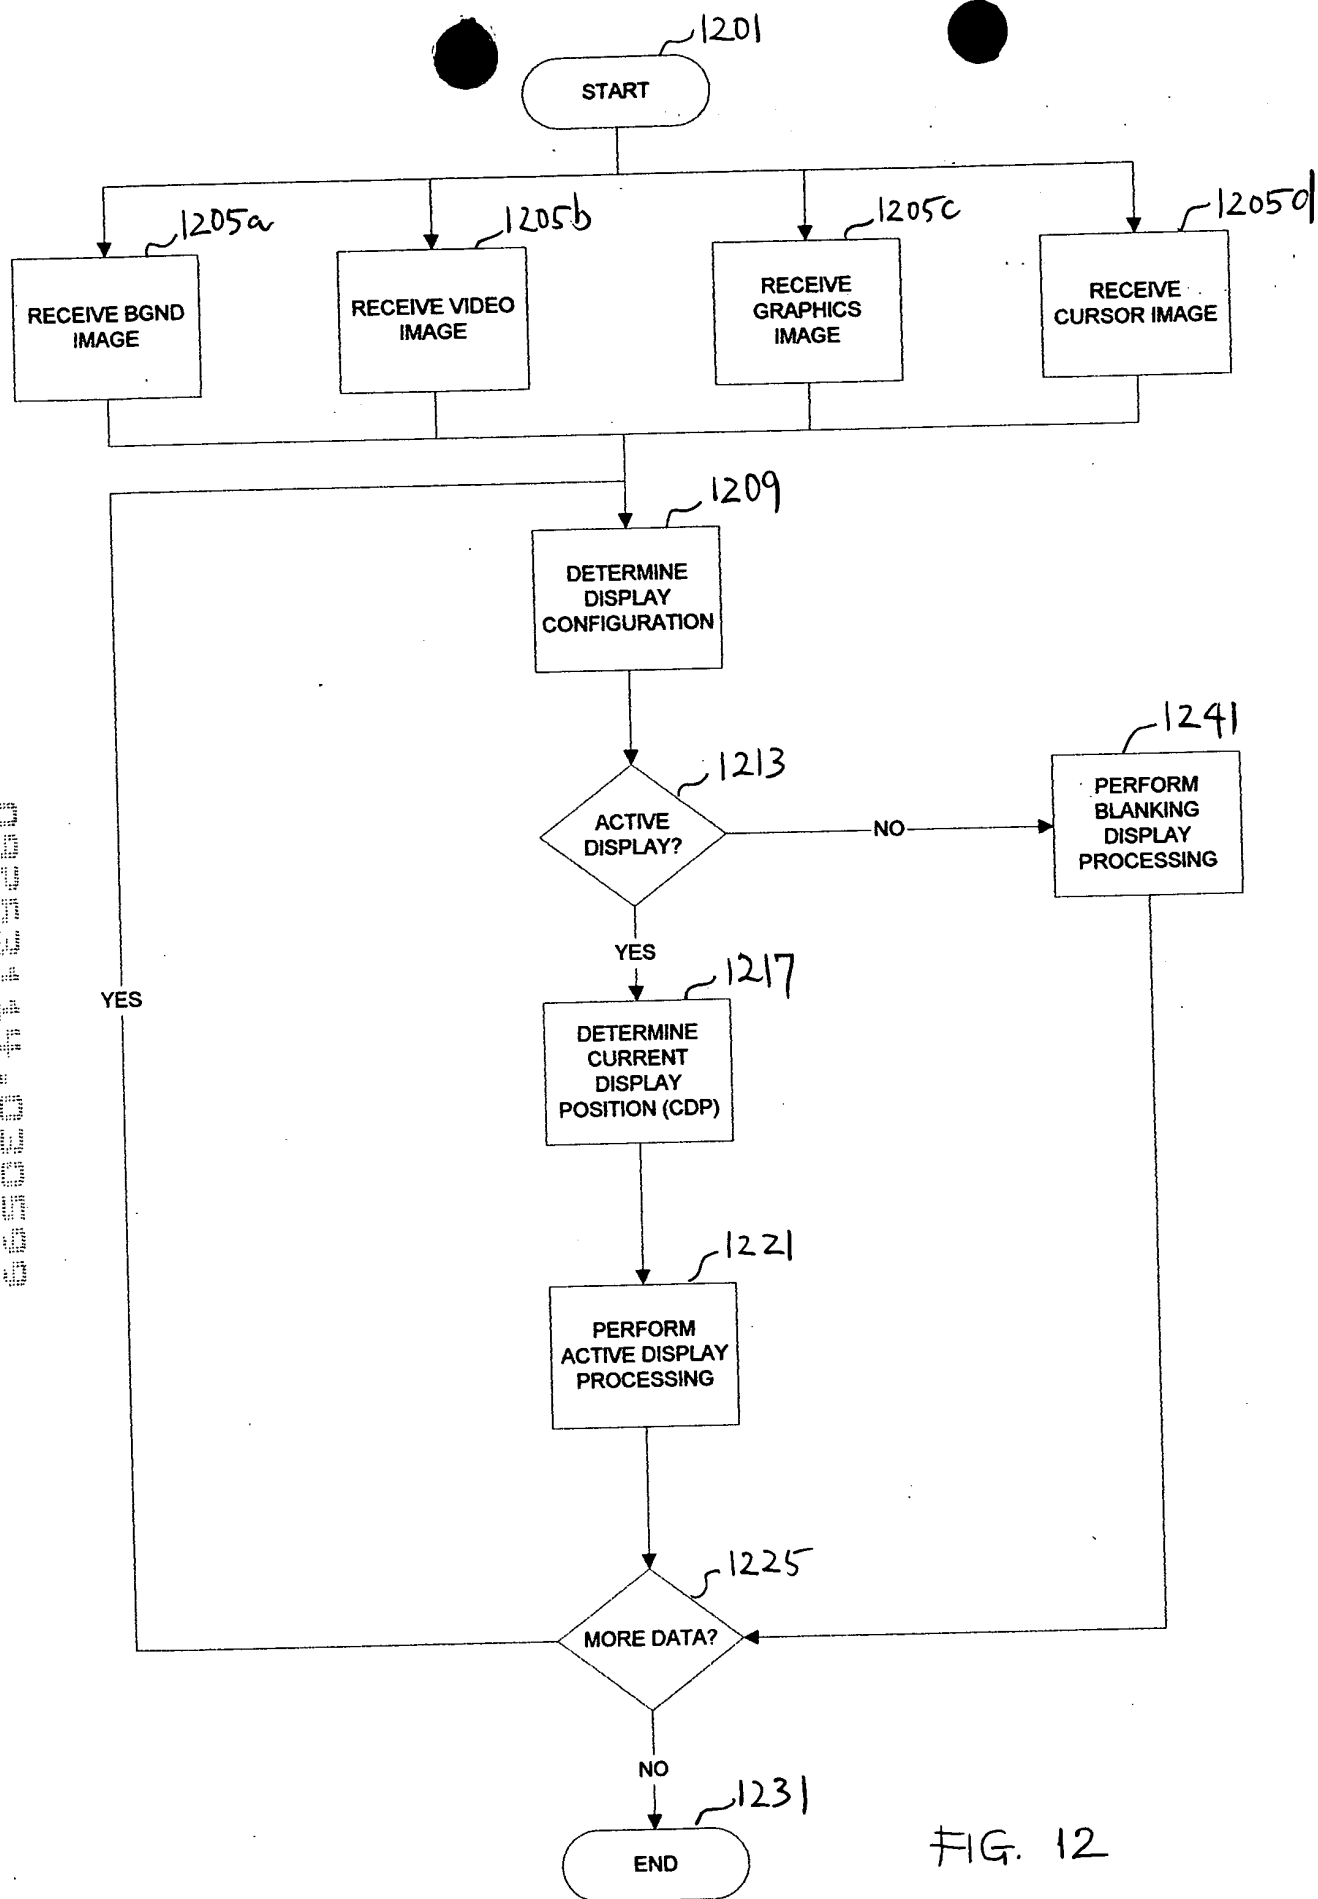 1201
START
1205a
1205b
1205c
1205d
RECEIVE BGND
IMAGE
RECEIVE VIDEO
IMAGE
RECEIVE
GRAPHICS
IMAGE
RECEIVE
CURSOR IMAGE
1209
DETERMINE
DISPLAY
CONFIGURATION
1213
ACTIVE
DISPLAY?
NO
1241
PERFORM
BLANKING
DISPLAY
PROCESSING
YES
YES
1217
DETERMINE
CURRENT
DISPLAY
POSITION (CDP)
1221
PERFORM
ACTIVE DISPLAY
PROCESSING
1225
MORE DATA?
NO
1231
END
FIG. 12